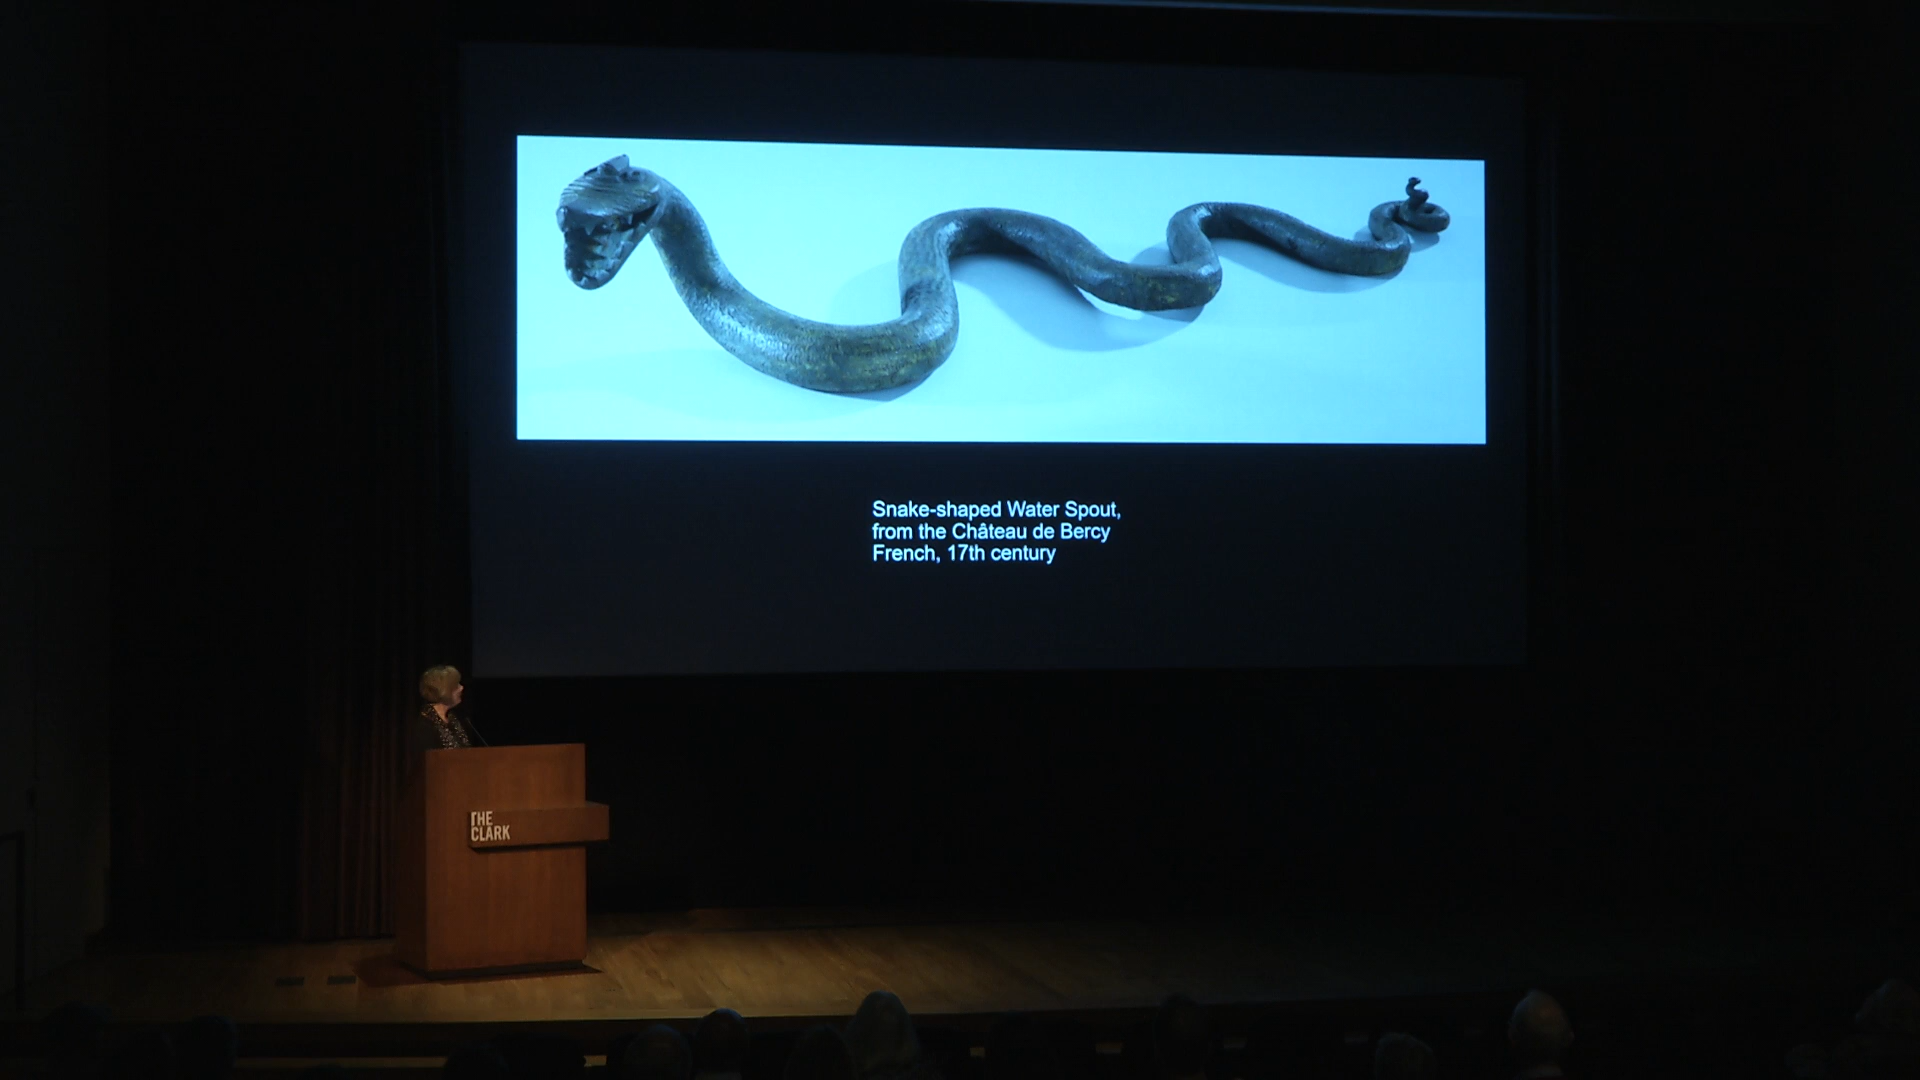 Snake-shaped Water Spout,
from the Château de Bercy
French, 17th century
THE
CLARK